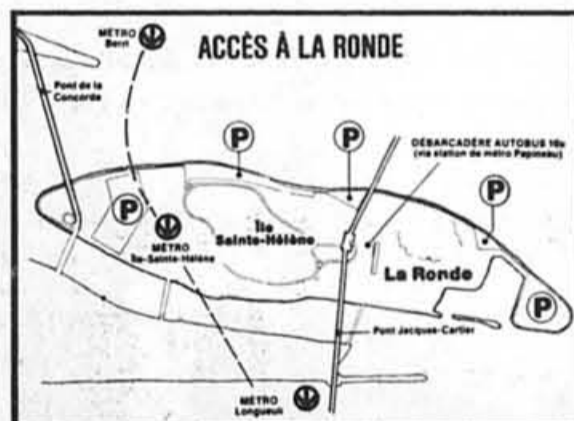 ACCÈS À LA RONDE
MÉTRO
Berri
Pont de la
Concorde
P
P
DÉBARCADÈRE AUTOBUS
(via station de métro Papineau)
P
P
Île
Sainte-Hélène
MÉTRO
Île-Sainte-Hélène
La Ronde
P
Pont Jacques-Cartier
MÉTRO
Longueuil